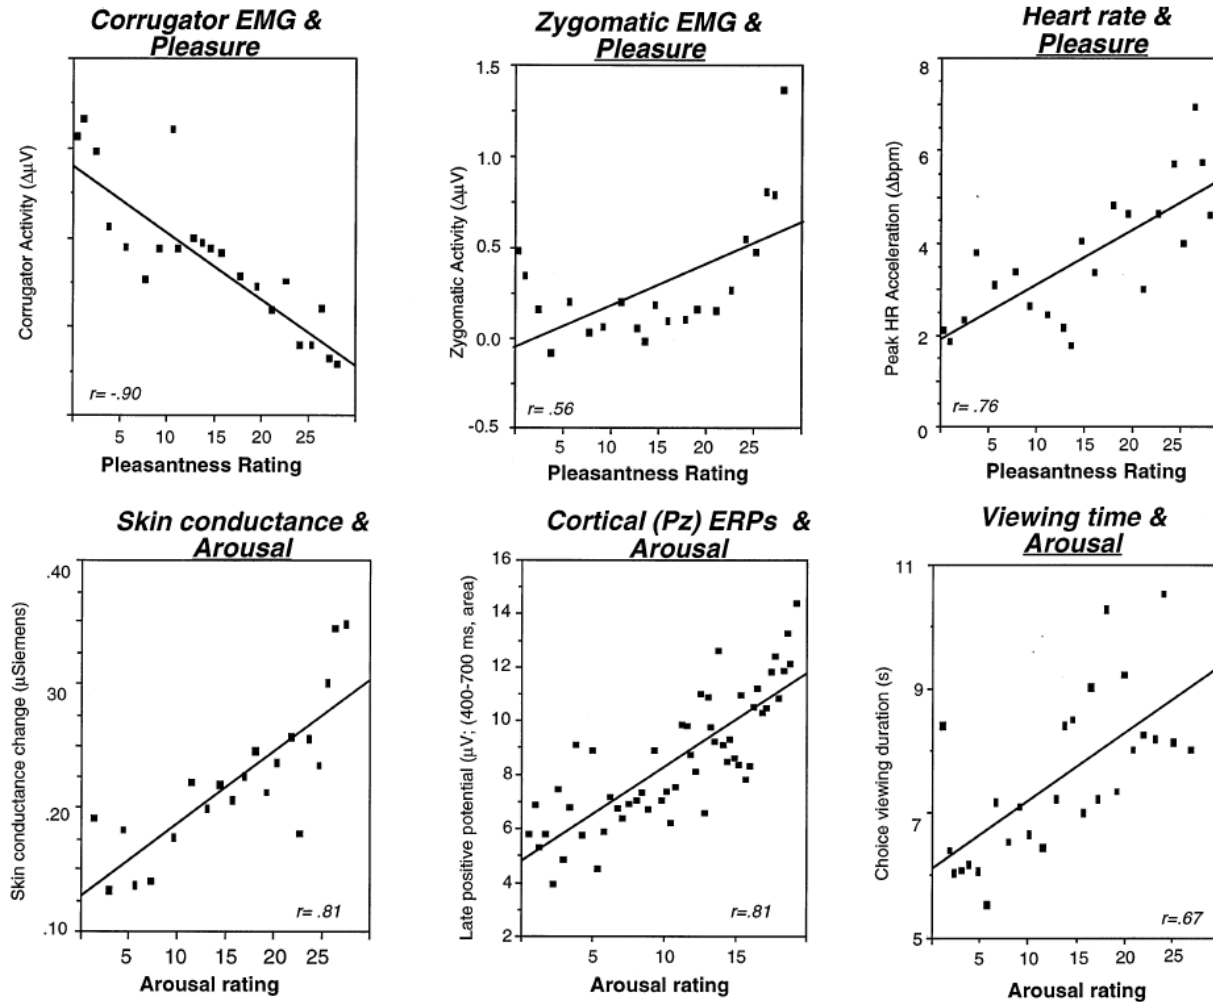 Corrugator EMG &
Pleasure
Corrugator Activity (ΔμV)
r= -.90
5 10 15 20 25
Pleasantness Rating
Zygomatic EMG &
Pleasure
1.5
1.0
0.5
0.0
-0.5
Zygomatic Activity (ΔμV)
r= .56
5 10 15 20 25
Pleasantness Rating
Heart rate &
Pleasure
8
6
4
2
0
Peak HR Acceleration (Δbpm)
r= .76
5 10 15 20 25
Pleasantness Rating
Skin conductance &
Arousal
.40
.30
.20
.10
Skin conductance change (μSiemens)
r= .81
5 10 15 20 25
Arousal rating
Cortical (Pz) ERPs &
Arousal
16
14
12
10
8
6
4
2
Late positive potential (μV; (400-700 ms, area)
r=.81
5 10 15
Arousal rating
Viewing time &
Arousal
11
9
7
5
Choice viewing duration (s)
r=.67
5 10 15 20 25
Arousal rating